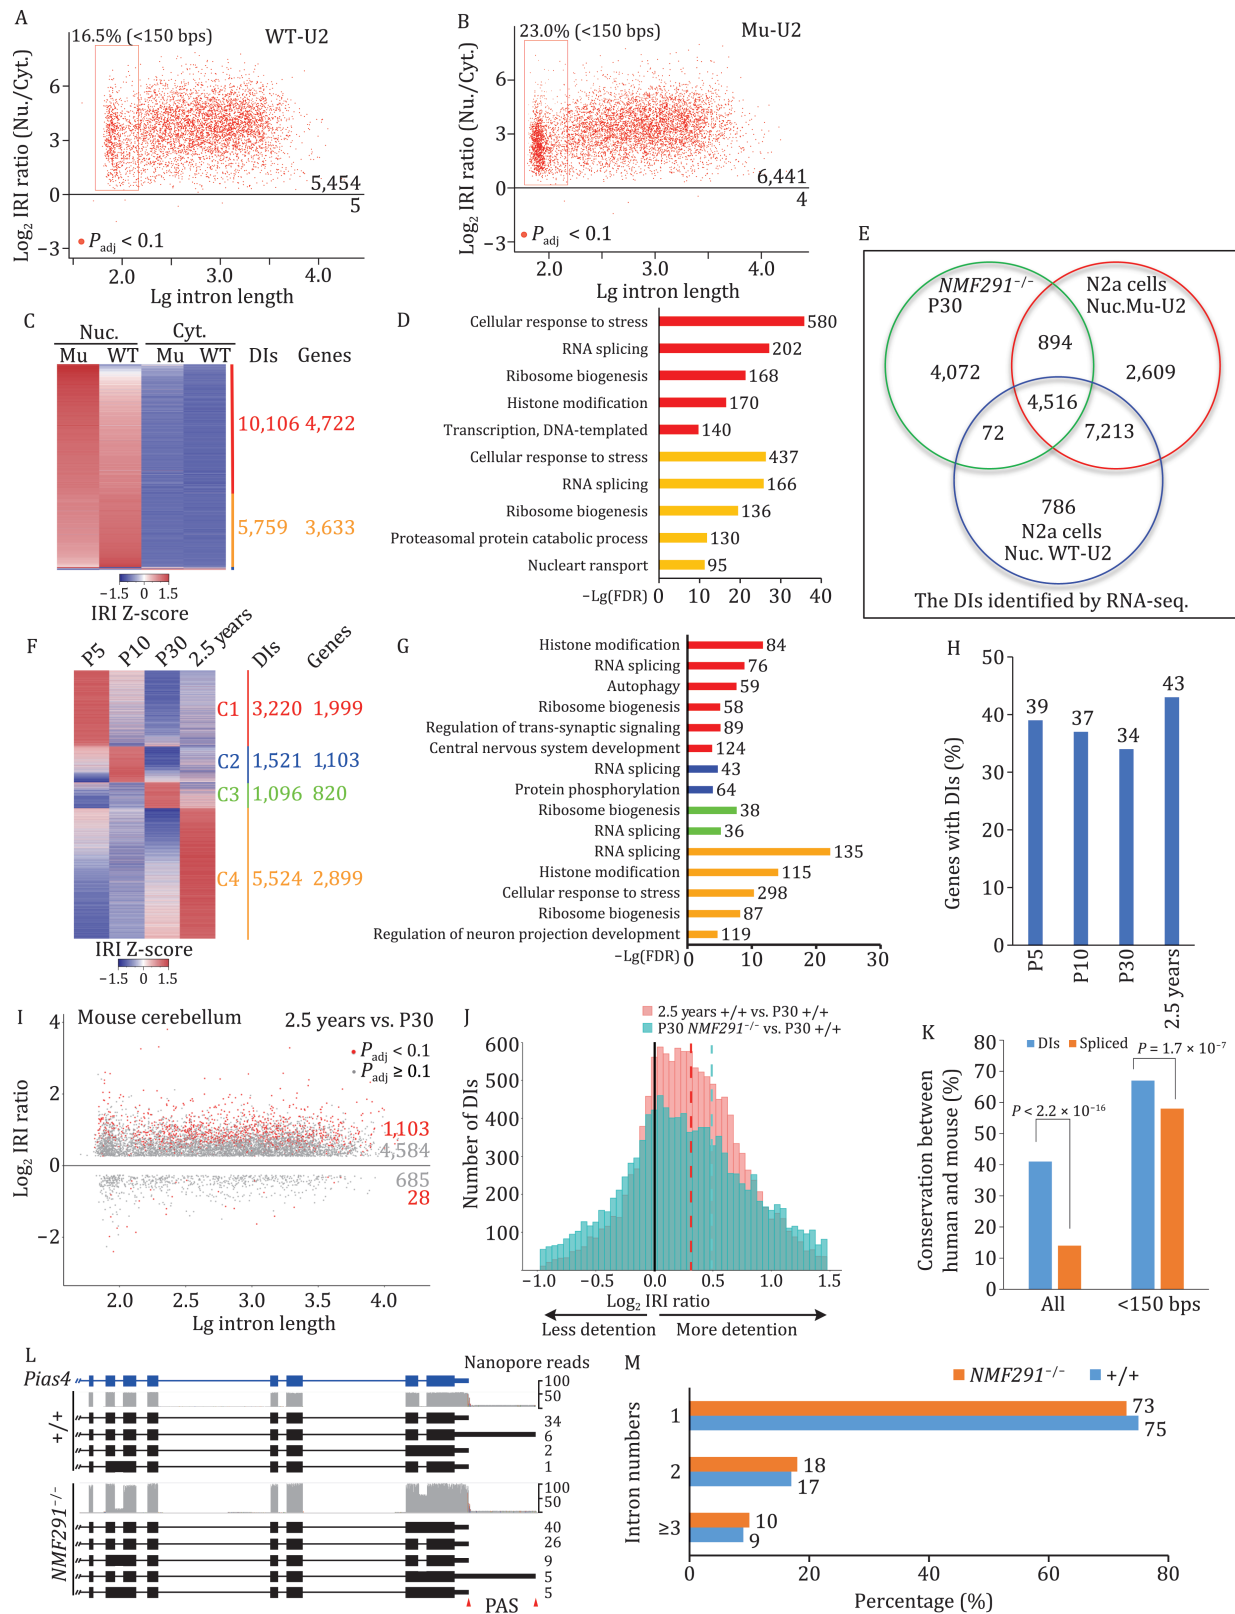 A
16.5% (<150 bps)
WT-U2
Log2 IRI ratio (Nu./Cyt.)
6
3
0
−3
5,454
5
Padj < 0.1
2.0 3.0 4.0
Lg intron length
B
23.0% (<150 bps)
Mu-U2
Log2 IRI ratio (Nu./Cyt.)
6
3
0
−3
6,441
4
Padj < 0.1
2.0 3.0 4.0
Lg intron length
C
Nuc. Cyt.
Mu WT Mu WT DIs Genes
10,106 4,722
5,759 3,633
−1.5 0 1.5
IRI Z-score
D
Cellular response to stress 580
RNA splicing 202
Ribosome biogenesis 168
Histone modification 170
Transcription, DNA-templated 140
Cellular response to stress 437
RNA splicing 166
Ribosome biogenesis 136
Proteasomal protein catabolic process 130
Nucleart transport 95
−Lg(FDR) 0 10 20 30 40
E
NMF291−/−
P30
N2a cells
Nuc.Mu-U2
894
4,072
2,609
4,516
72
7,213
786
N2a cells
Nuc. WT-U2
The DIs identified by RNA-seq.
F
P5 P10 P30 2.5 years DIs Genes
C1 3,220 1,999
C2 1,521 1,103
C3 1,096 820
C4 5,524 2,899
IRI Z-score
−1.5 0 1.5
G
Histone modification 84
RNA splicing 76
Autophagy 59
Ribosome biogenesis 58
Regulation of trans-synaptic signaling 89
Central nervous system development 124
RNA splicing 43
Protein phosphorylation 64
Ribosome biogenesis 38
RNA splicing 36
RNA splicing 135
Histone modification 115
Cellular response to stress 298
Ribosome biogenesis 87
Regulation of neuron projection development 119
−Lg(FDR) 0 10 20 30
H
Genes with DIs (%)
50
40
30
20
10
0
39
37
34
43
P5
P10
P30
2.5 years
I
Mouse cerebellum
2.5 years vs. P30
Padj < 0.1
Padj ≥ 0.1
Log2 IRI ratio
4
2
0
−2
1,103
4,584
685
28
2.0 2.5 3.0 3.5 4.0
Lg intron length
J
2.5 years +/+ vs. P30 +/+
P30 NMF291−/− vs. P30 +/+
Number of DIs
600
500
400
300
200
100
−1.0 −0.5 0.0 0.5 1.0 1.5
Log2 IRI ratio
Less detention More detention
K
DIs Spliced
P = 1.7 × 10−7
P < 2.2 × 10−16
Conservation between
human and mouse (%)
80
70
60
50
40
30
20
10
0
All <150 bps
L
Nanopore reads
Pias4
100
50
+/+
34
6
2
1
100
50
NMF291−/−
40
26
9
5
5
PAS
M
NMF291−/− +/+
Intron numbers
1
73
75
2
18
17
≥3
10
9
0 20 40 60 80
Percentage (%)